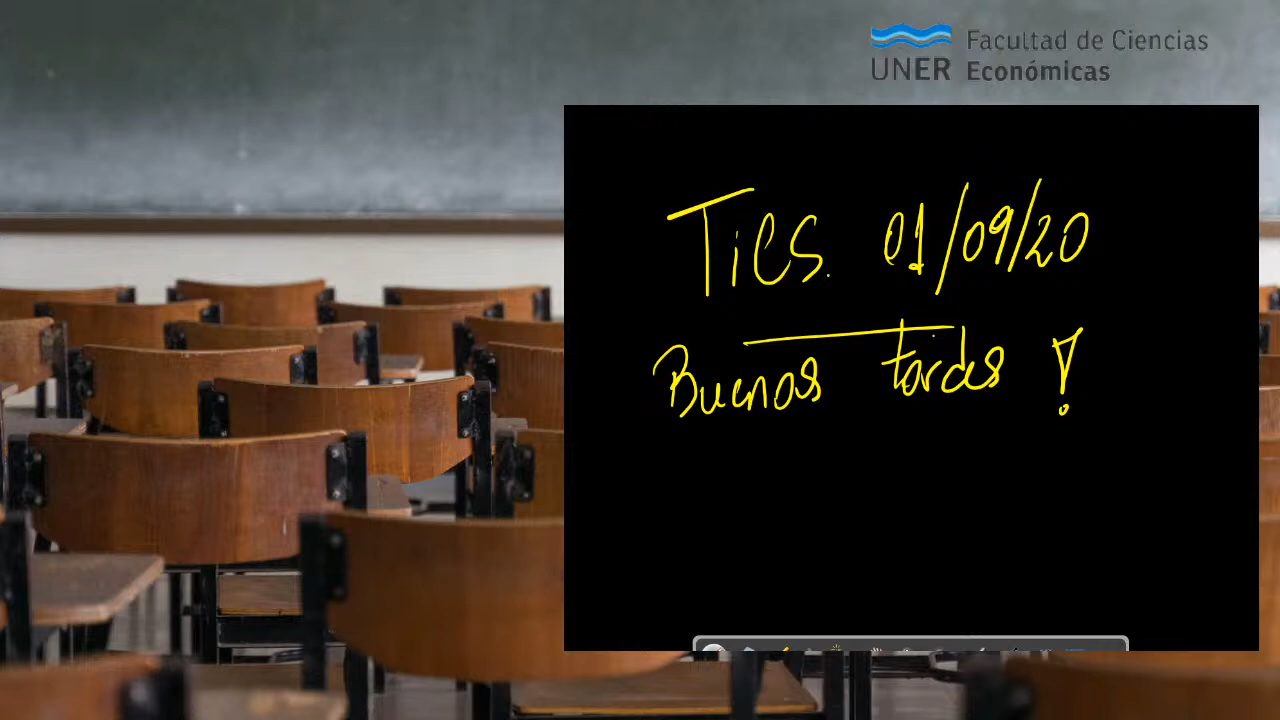 Facultad de Ciencias
UNER Económicas
TiCs. 01/09/20
Buenas tardes !